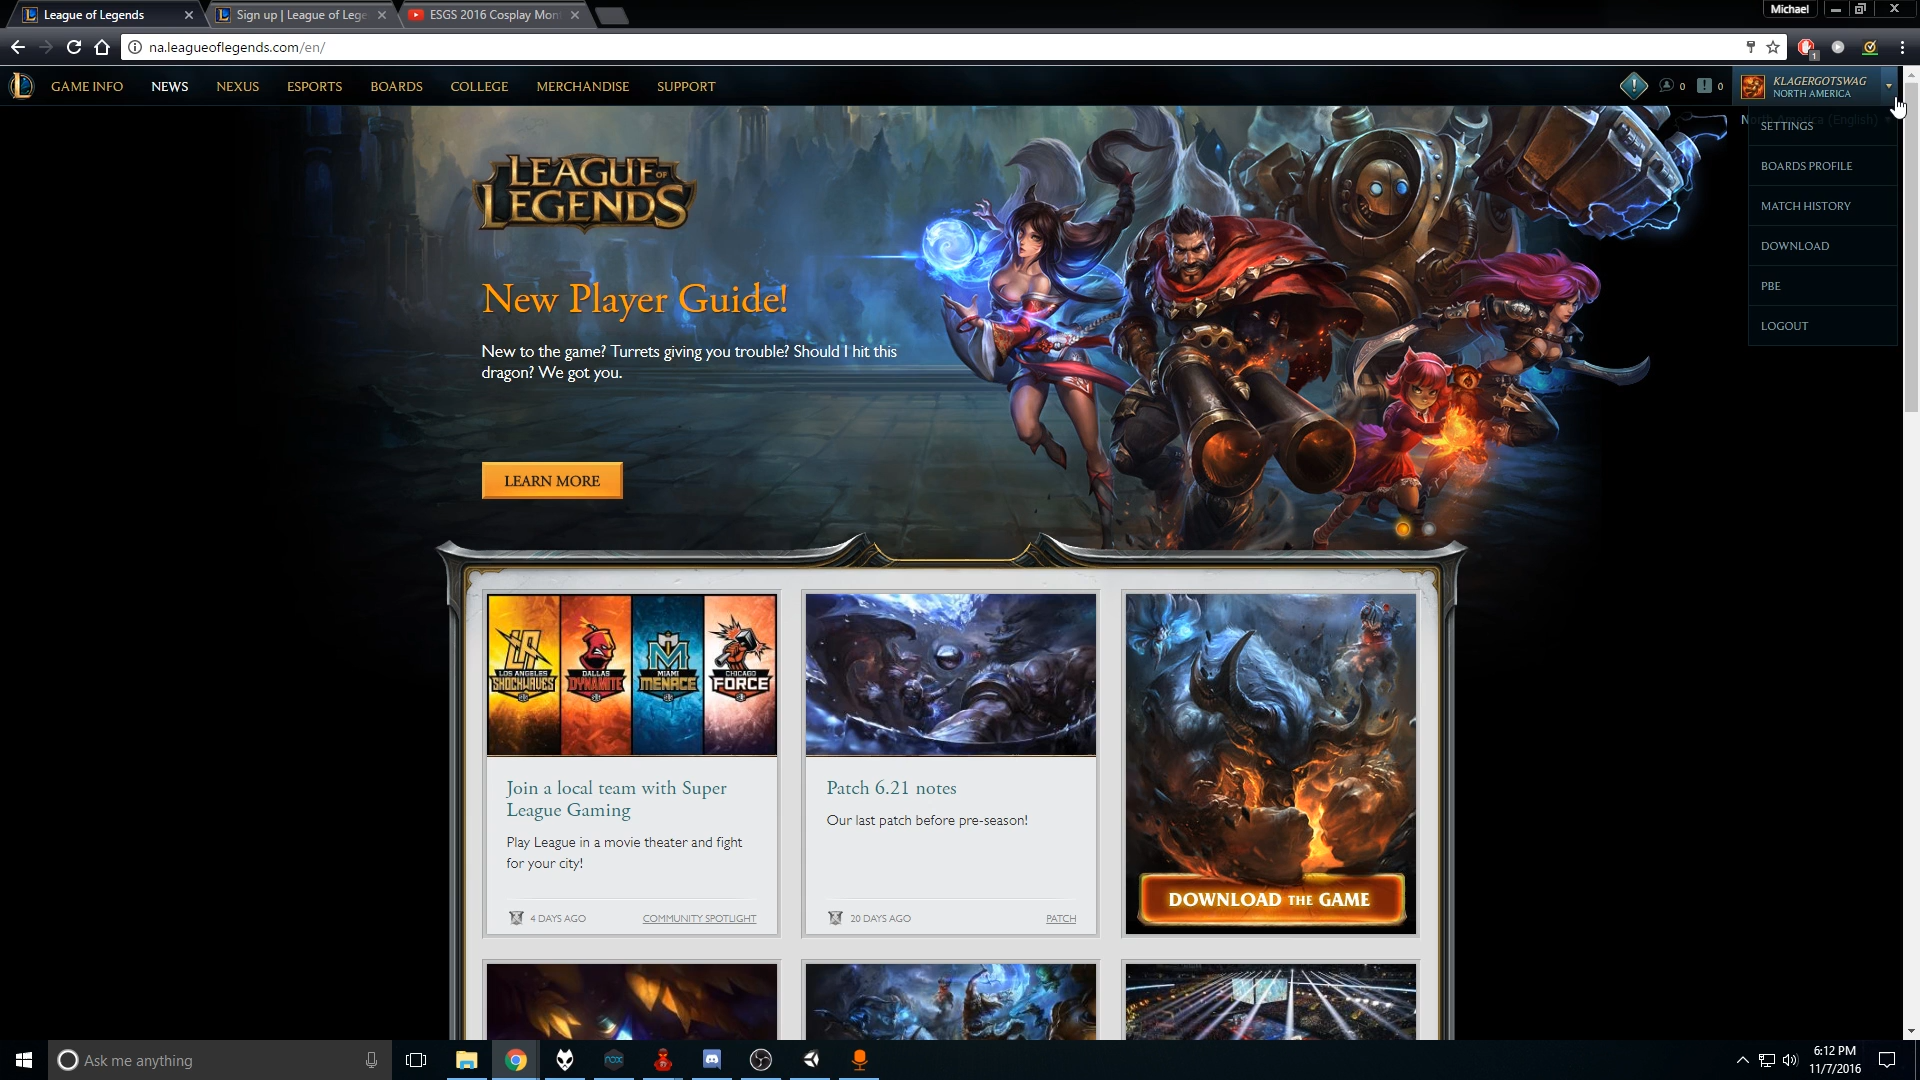 League of Legends
Sign up | League of Lege
ESGS 2016 Cosplay Mon
Michael
na.leagueoflegends.com/en/
1
GAME INFO
NEWS
NEXUS
ESPORTS
BOARDS
COLLEGE
MERCHANDISE
SUPPORT
0
0
KLAGERGOTSWAG
NORTH AMERICA
North America (English)
SETTINGS
BOARDS PROFILE
MATCH HISTORY
DOWNLOAD
PBE
LOGOUT
LEAGUE OF
LEGENDS
New Player Guide!
New to the game? Turrets giving you trouble? Should I hit this
dragon? We got you.
LEARN MORE
LA
LOS ANGELES
SHOCKWAVES
DALLAS
DYNAMITE
M
MIAMI
MENACE
CHICAGO
FORCE
Join a local team with Super
League Gaming
Play League in a movie theater and fight
for your city!
4 DAYS AGO
COMMUNITY SPOTLIGHT
Patch 6.21 notes
Our last patch before pre-season!
20 DAYS AGO
PATCH
DOWNLOAD THE GAME
Ask me anything
nox
6:12 PM
11/7/2016